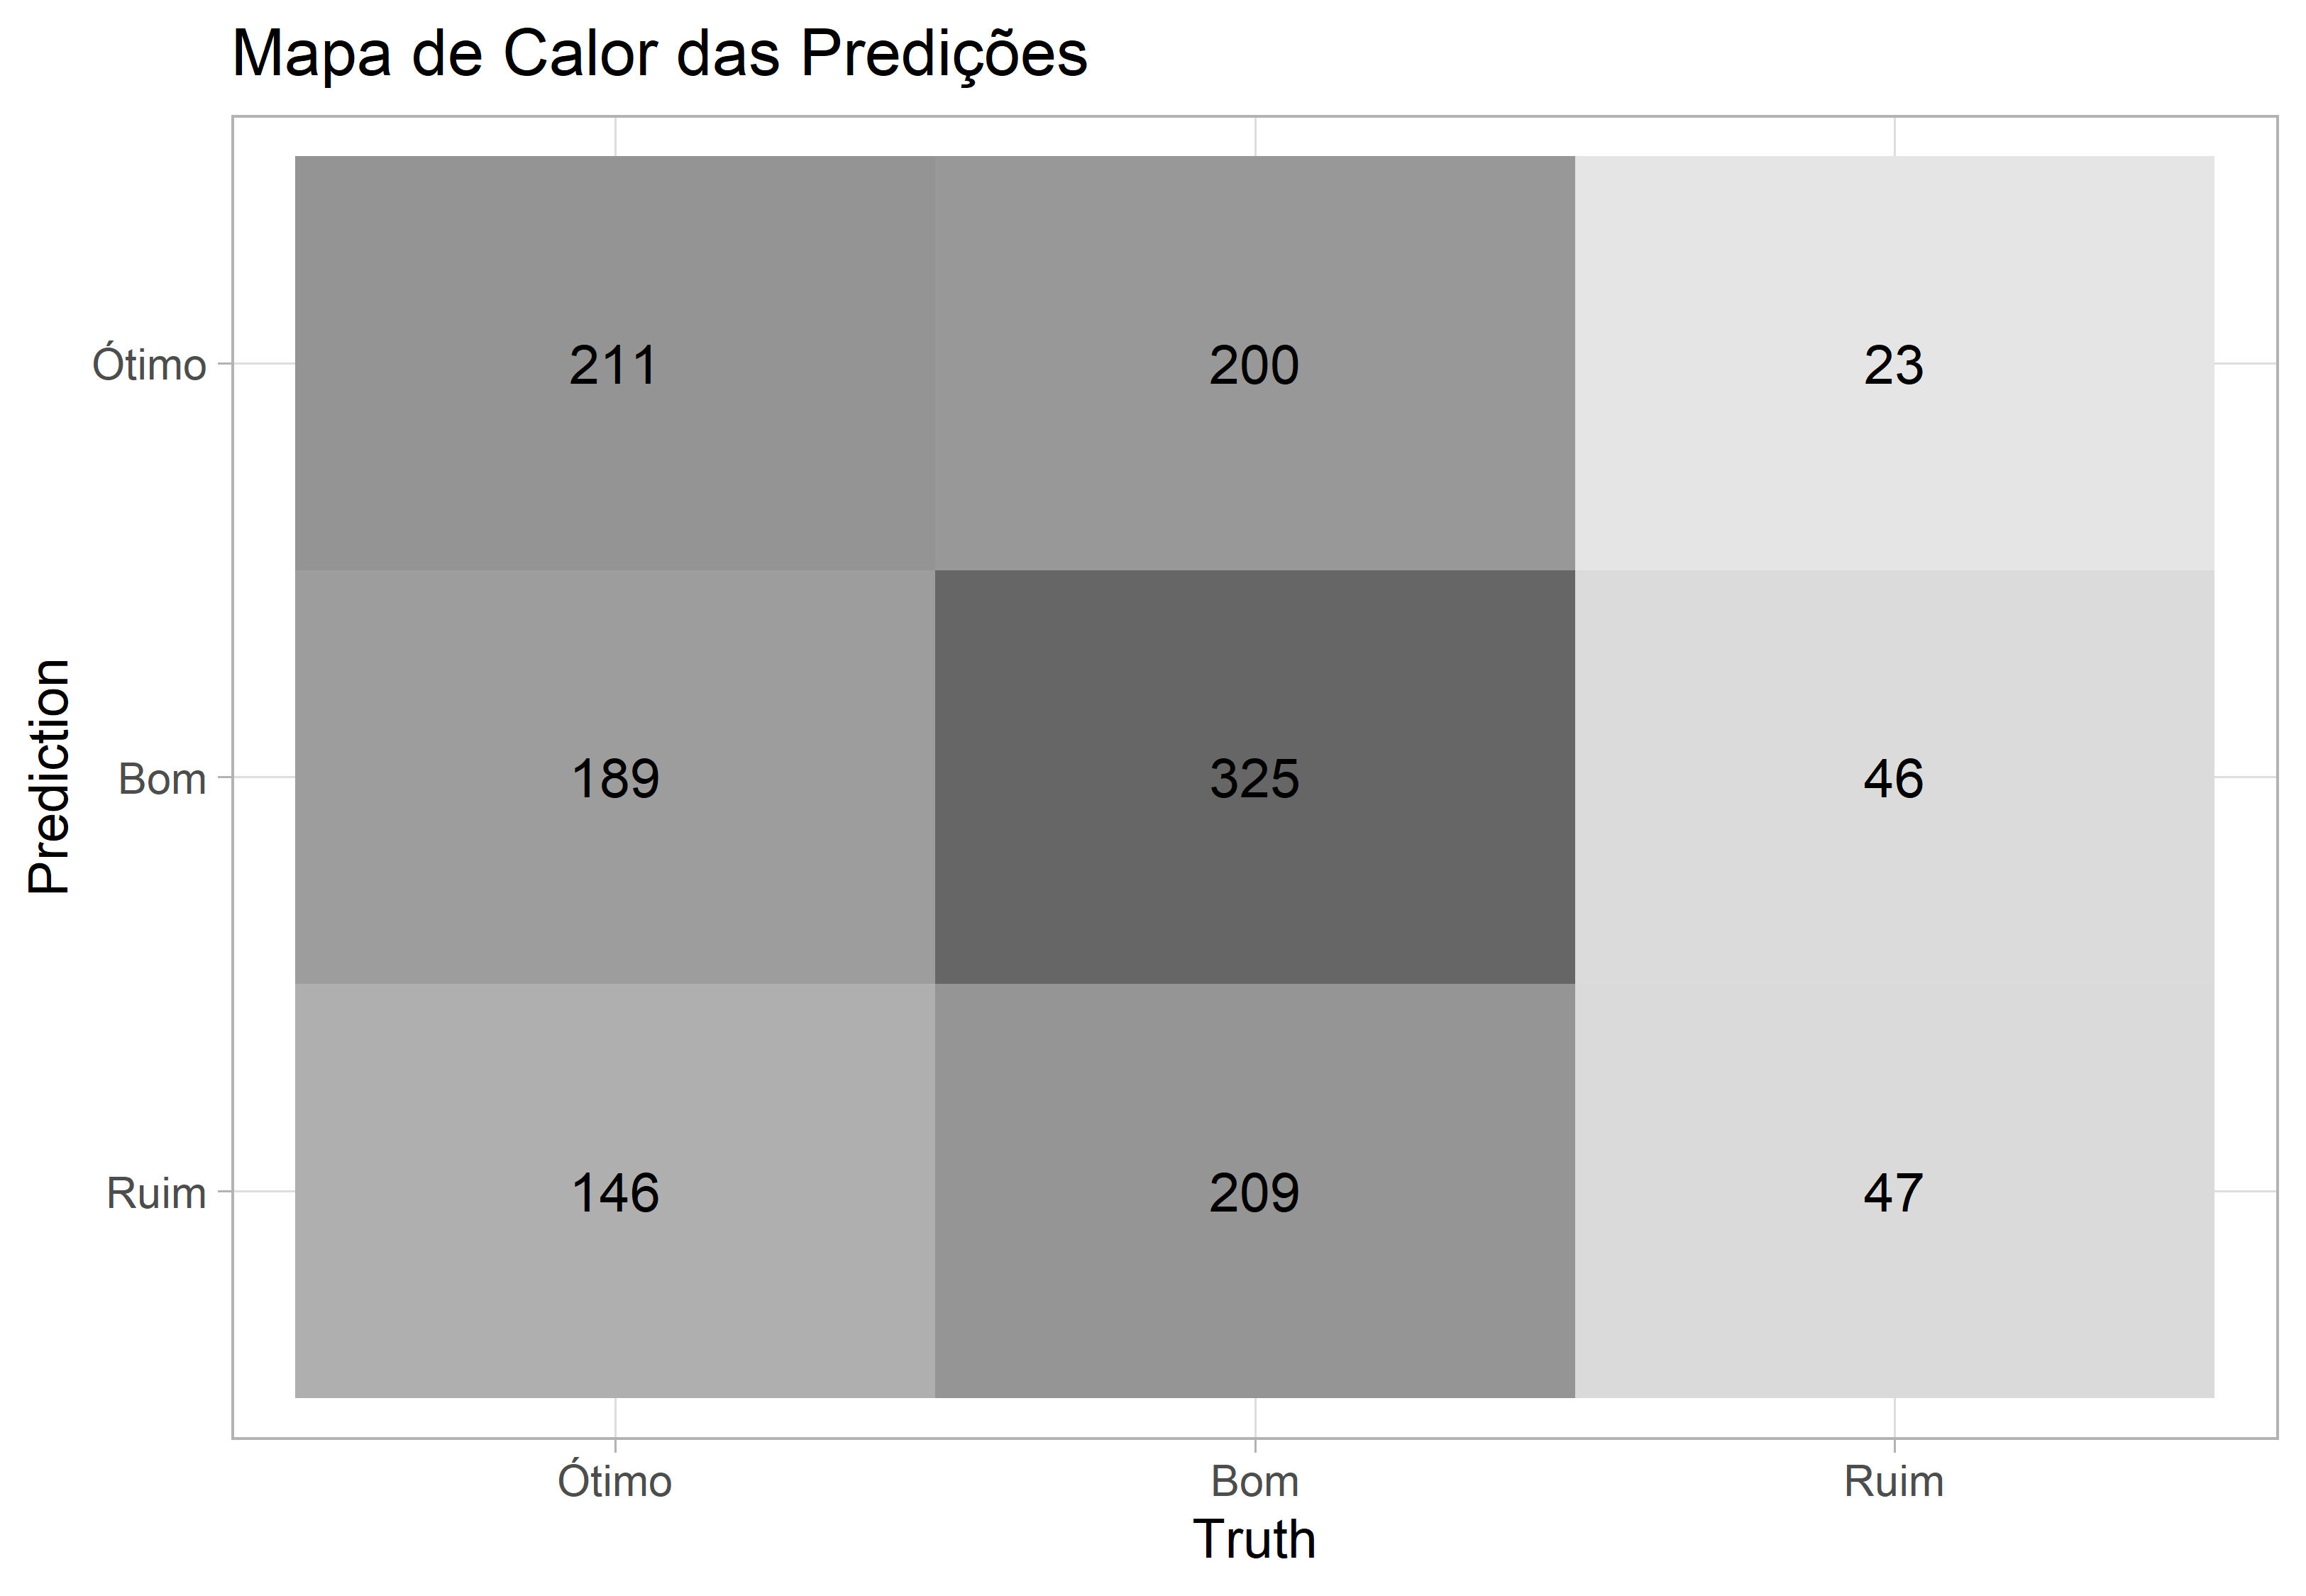 Mapa de Calor das Predições
Prediction
Ótimo 211 200 23
Bom 189 325 46
Ruim 146 209 47
Ótimo Bom Ruim
Truth